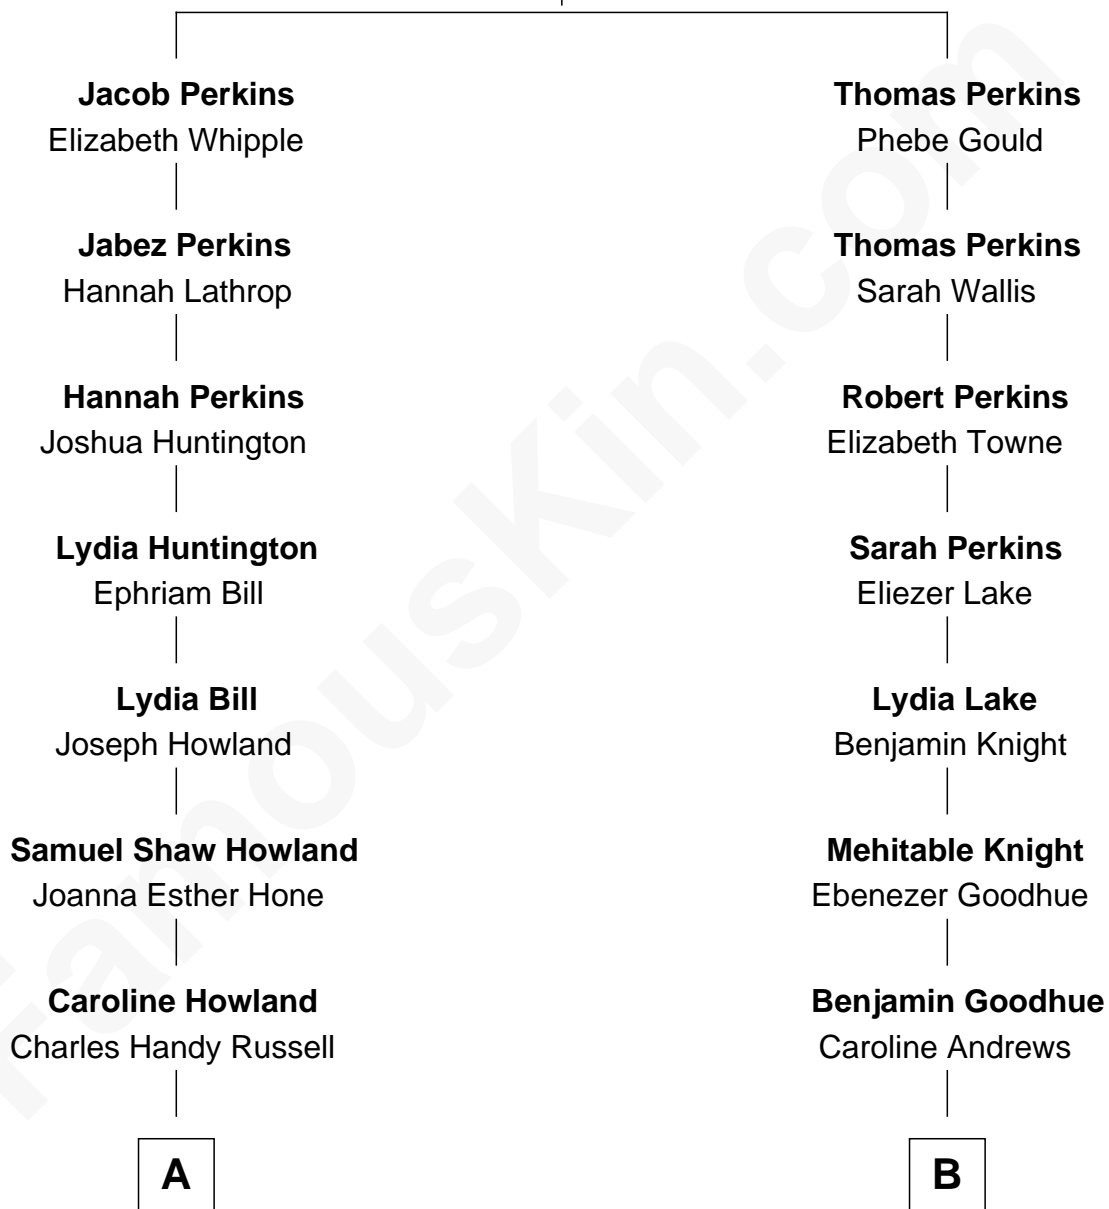 Jacob Perkins
Elizabeth Whipple
Jabez Perkins
Hannah Lathrop
Hannah Perkins
Joshua Huntington
Lydia Huntington
Ephriam Bill
Lydia Bill
Joseph Howland
Samuel Shaw Howland
Joanna Esther Hone
Caroline Howland
Charles Handy Russell
A
Thomas Perkins
Phebe Gould
Thomas Perkins
Sarah Wallis
Robert Perkins
Elizabeth Towne
Sarah Perkins
Eliezer Lake
Lydia Lake
Benjamin Knight
Mehitable Knight
Ebenezer Goodhue
Benjamin Goodhue
Caroline Andrews
B
FamousKin.com